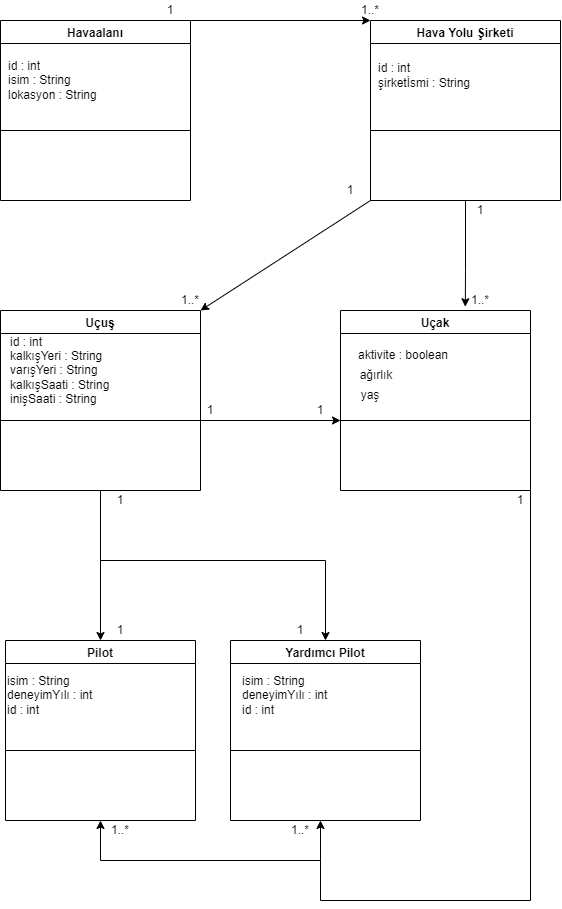 1
1..*
Havaalanı
id : int
isim : String
lokasyon : String
Hava Yolu Şirketi
id : int
şirketİsmi : String
1
1
1..*
1..*
Uçuş
id : int
kalkışYeri : String
varışYeri : String
kalkışSaati : String
inişSaati : String
Uçak
aktivite : boolean
ağırlık
yaş
1
1
1
1
1
1
Pilot
isim : String
deneyimYılı : int
id : int
Yardımcı Pilot
isim : String
deneyimYılı : int
id : int
1..*
1..*